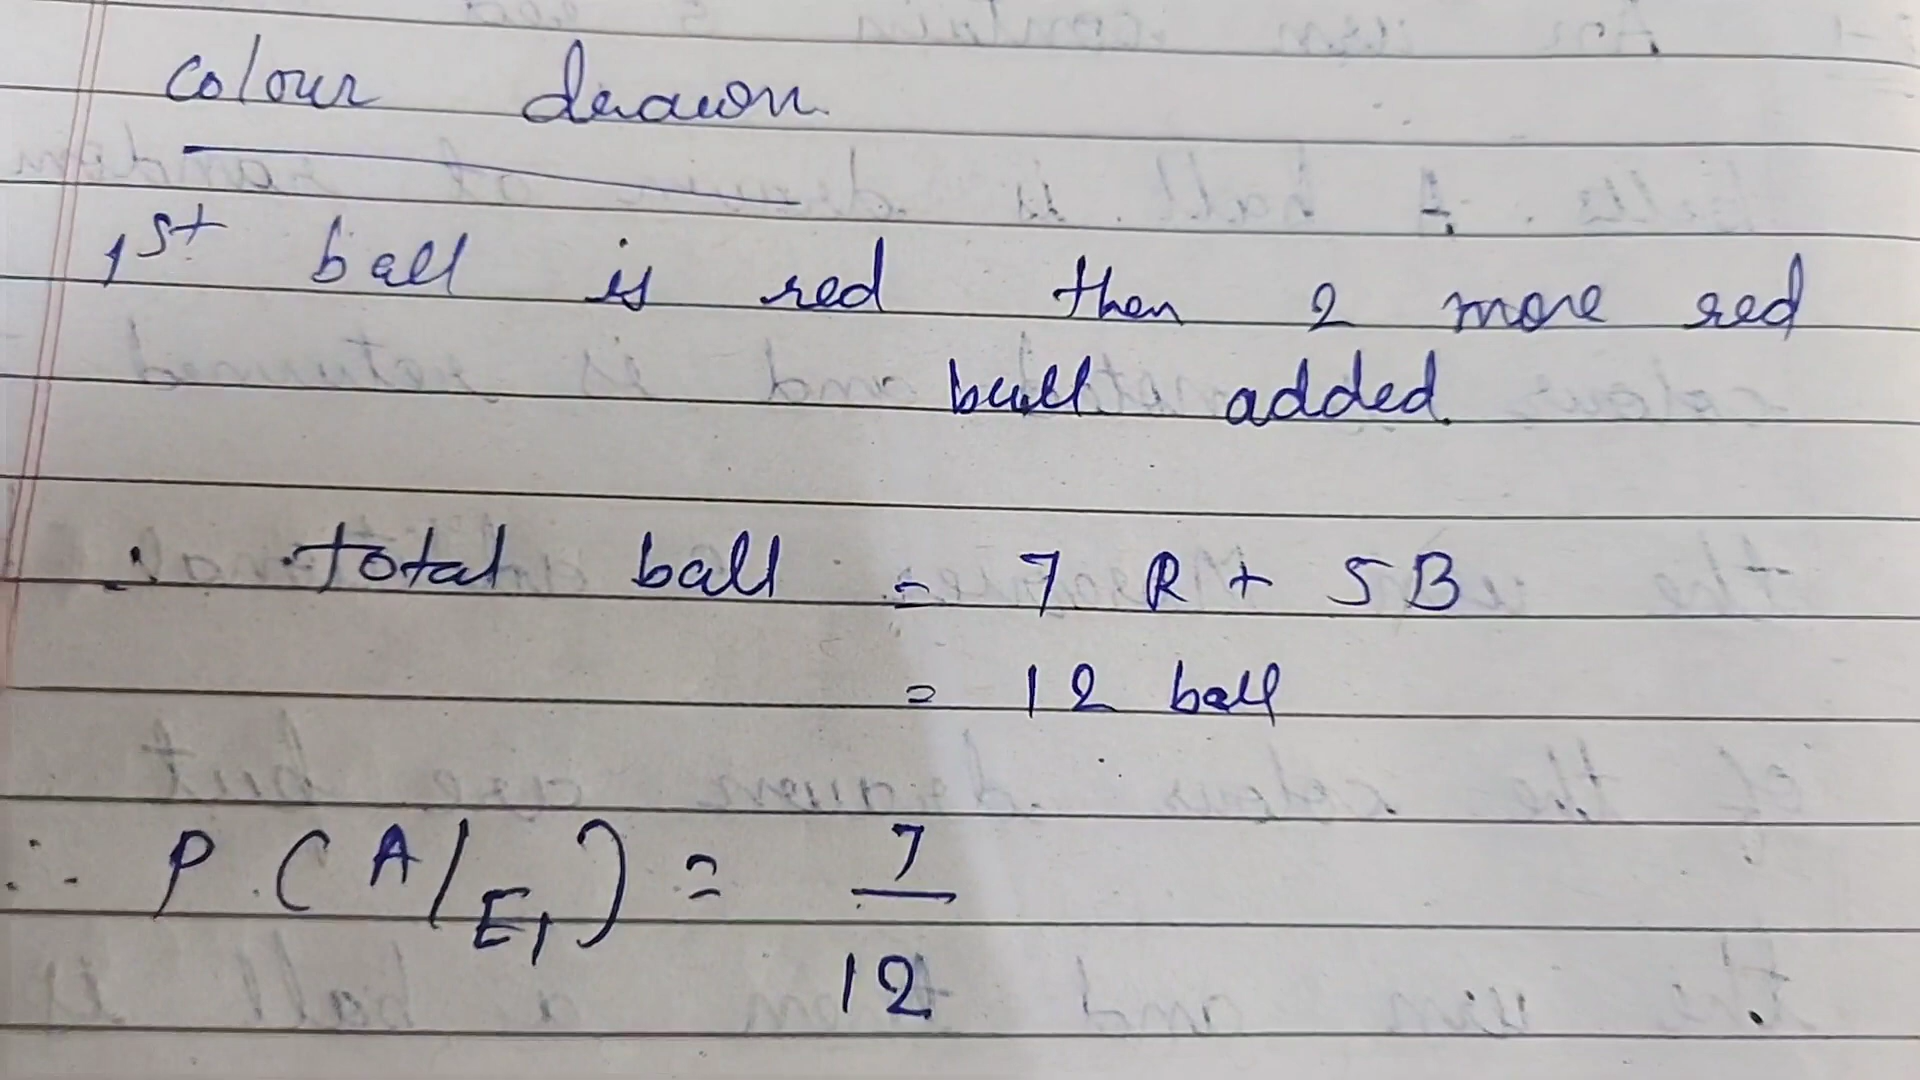 colour drawn
1st ball is red then 2 more red
ball added.
∴ total ball = 7 R + 5B
= 12 ball
∴ P(A/E₁) = 7/12